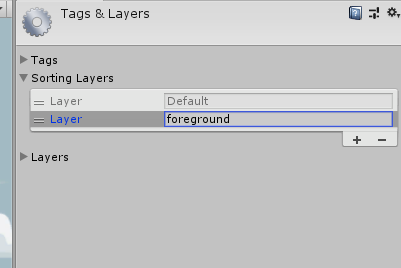 Tags & Layers
Tags
Sorting Layers
Layer Default
Layer foreground
Layers